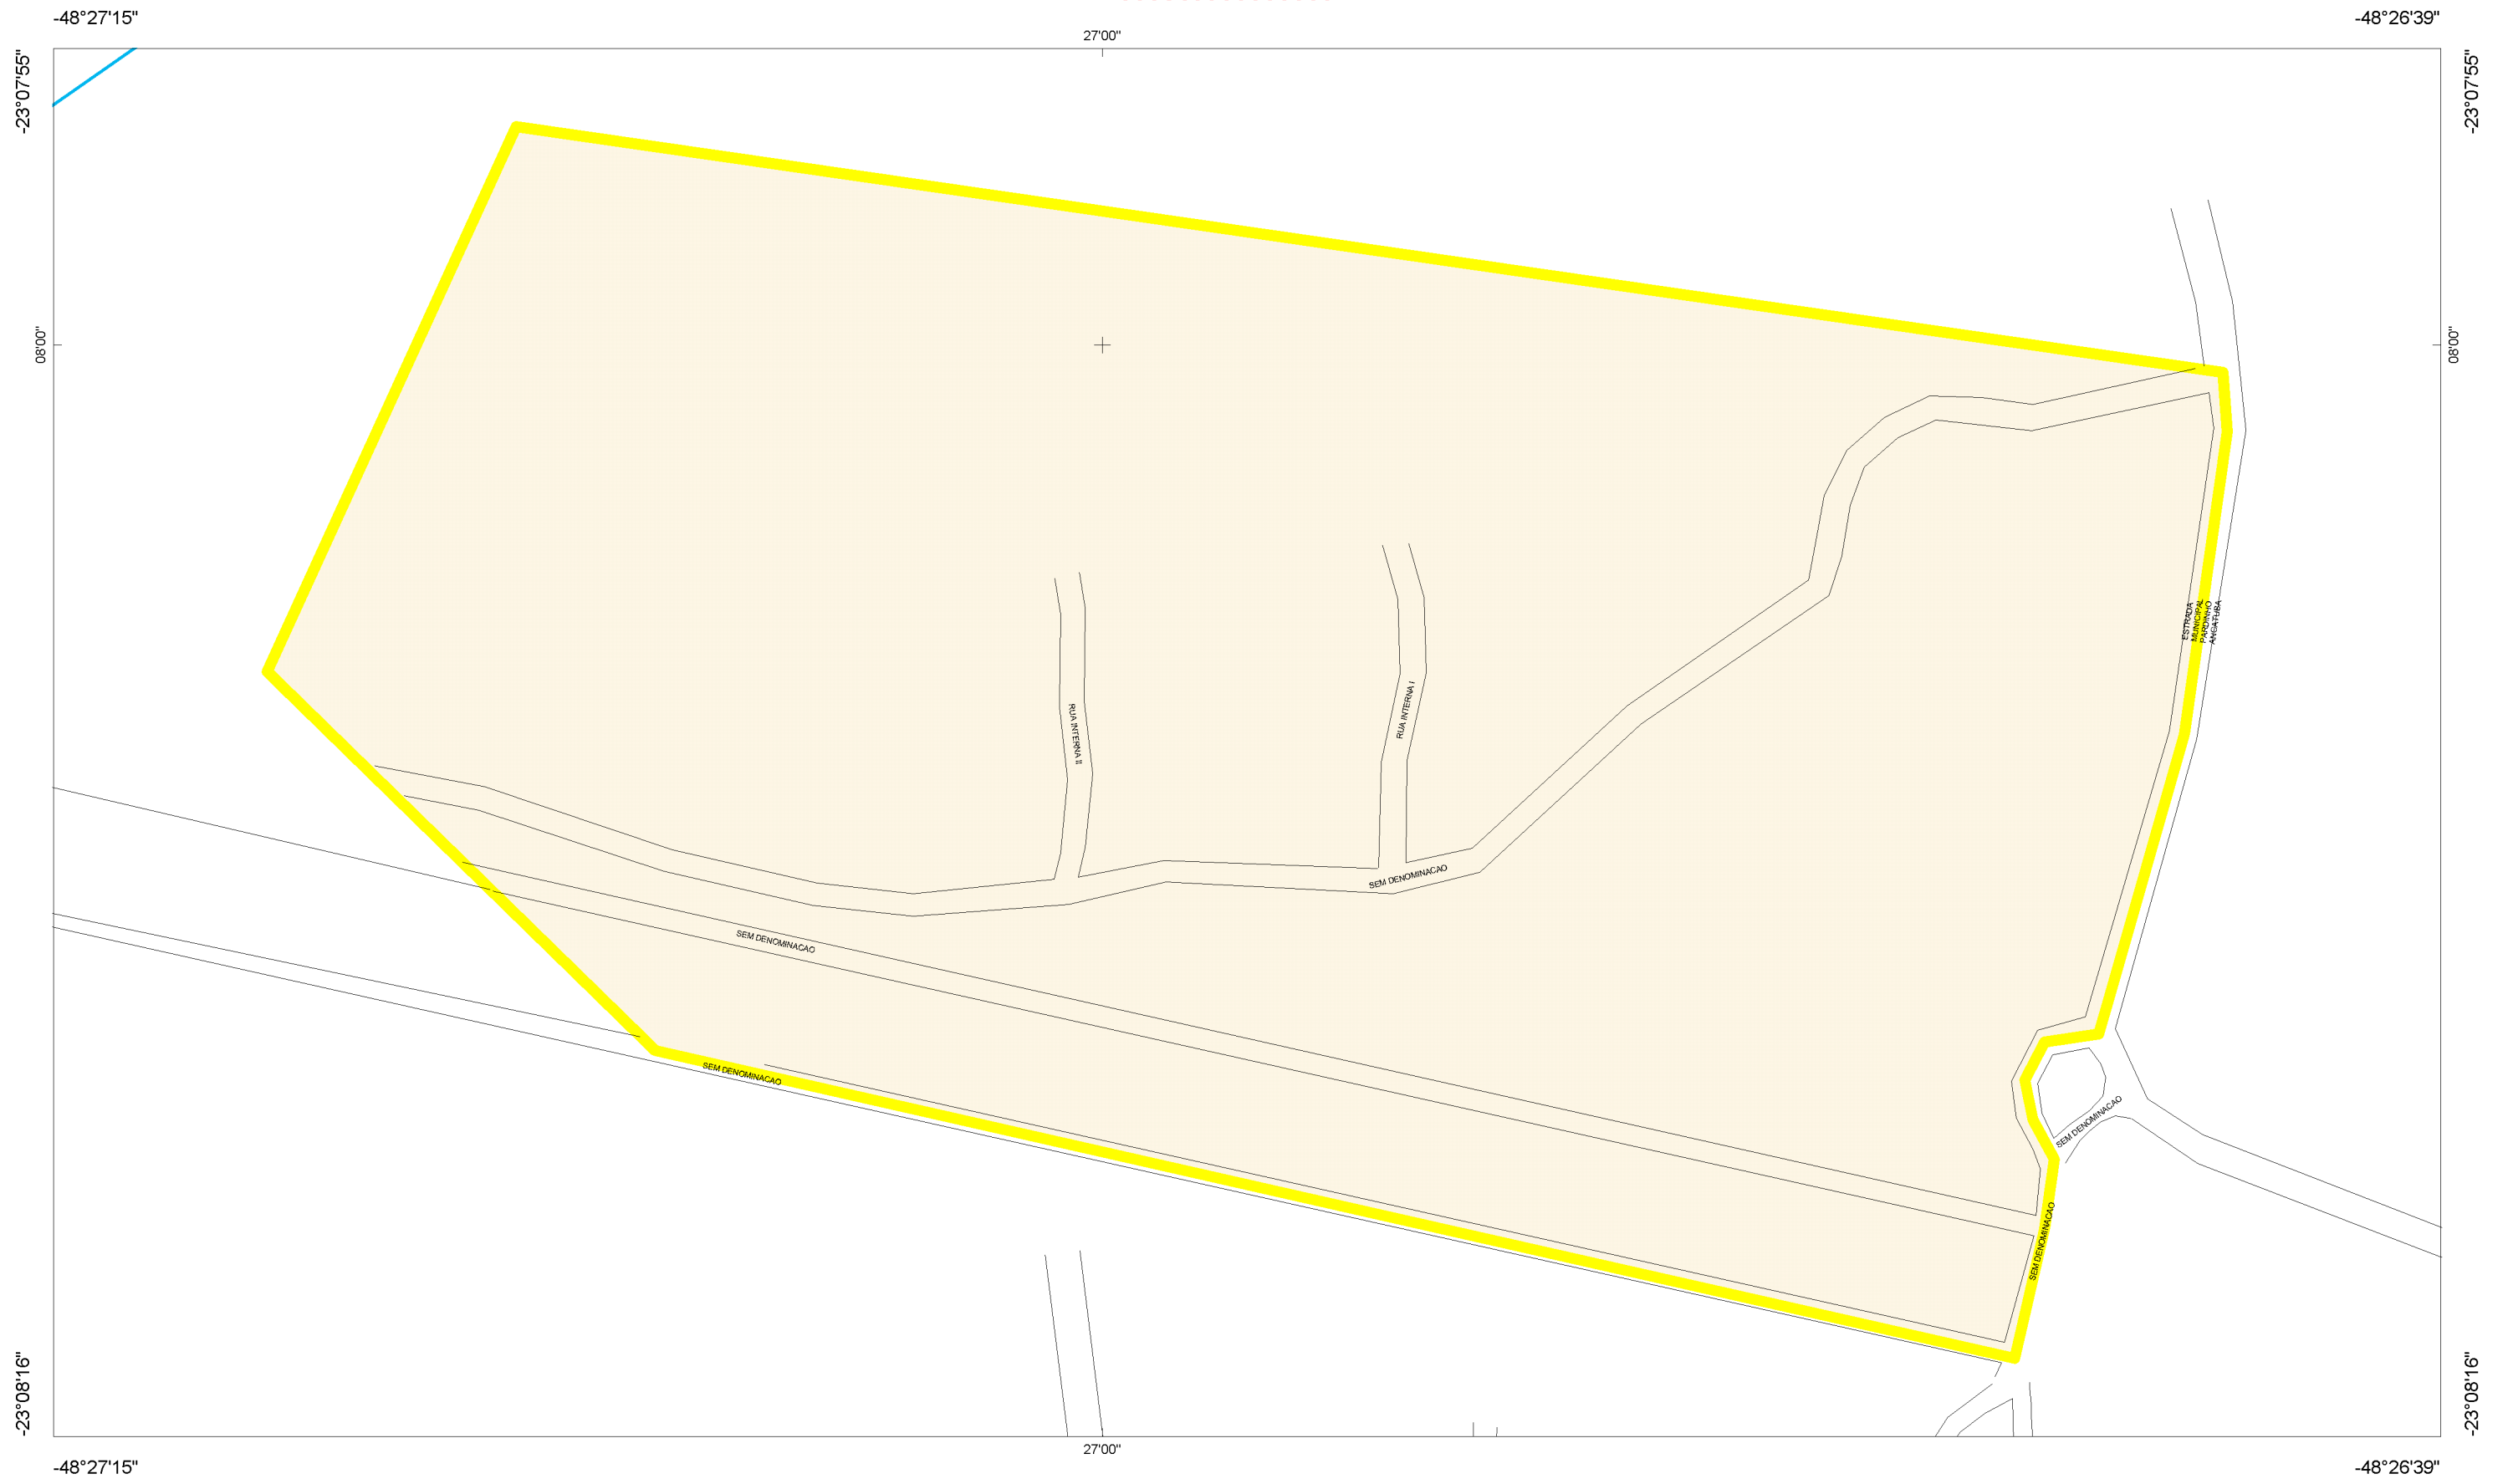 -48°27'15" -48°26'39"
27'00"
-23°07'55" -23°07'55"
08'00" 08'00"
ESTRADA
MUNICIPAL
PARDINHO
ANGATUBA
RUA INTERNA II
RUA INTERNA I
SEM DENOMINACAO
SEM DENOMINACAO
SEM DENOMINACAO
SEM DENOMINACAO
SEM DENOMINACAO
-23°08'16" -23°08'16"
27'00"
-48°27'15" -48°26'39"